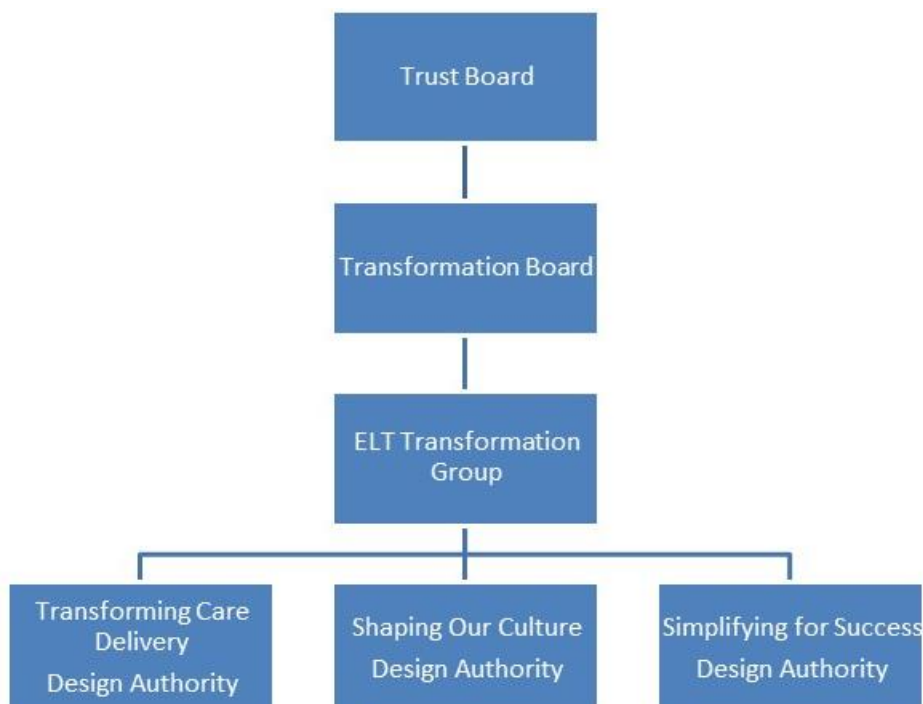 Trust Board
Transformation Board
ELT Transformation
Group
Transforming Care
Delivery
Design Authority
Shaping Our Culture
Design Authority
Simplifying for Success
Design Authority